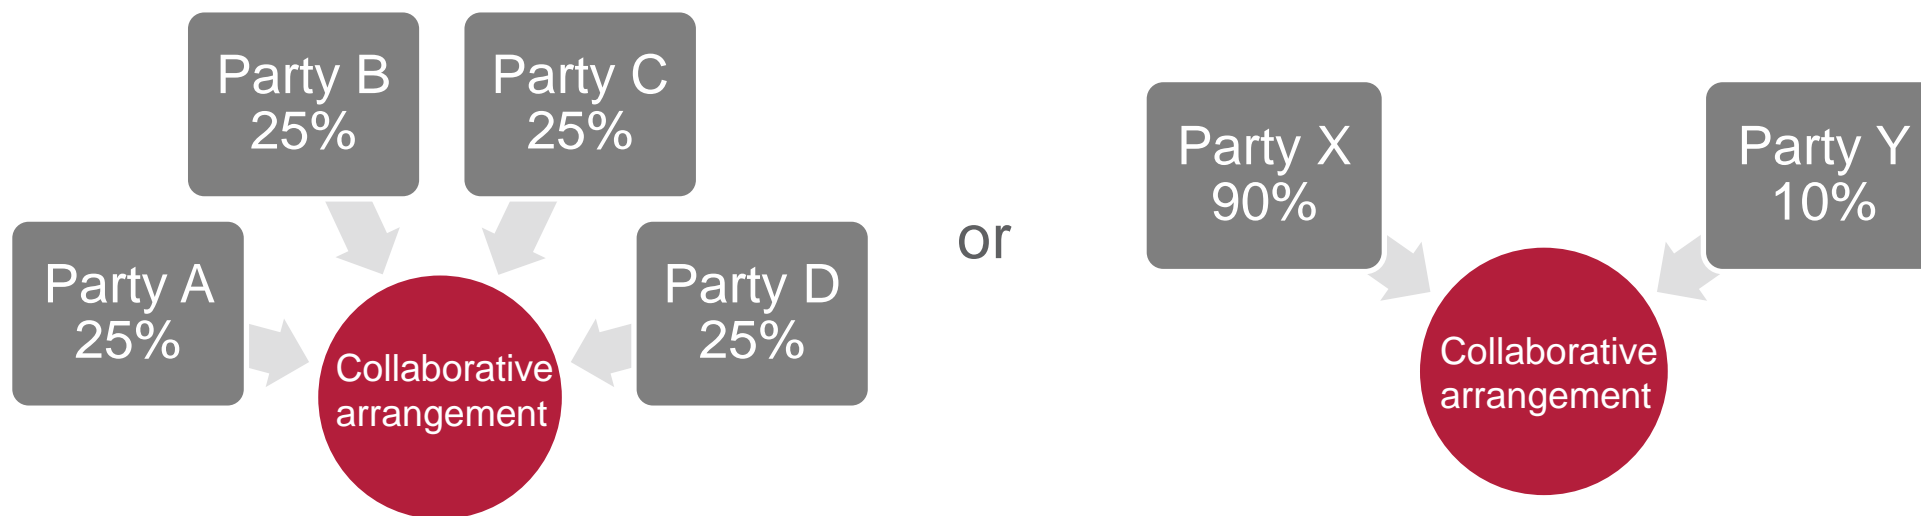 Party B
25%
Party C
25%
Party A
25%
Party D
25%
Collaborative
arrangement
or
Party X
90%
Party Y
10%
Collaborative
arrangement